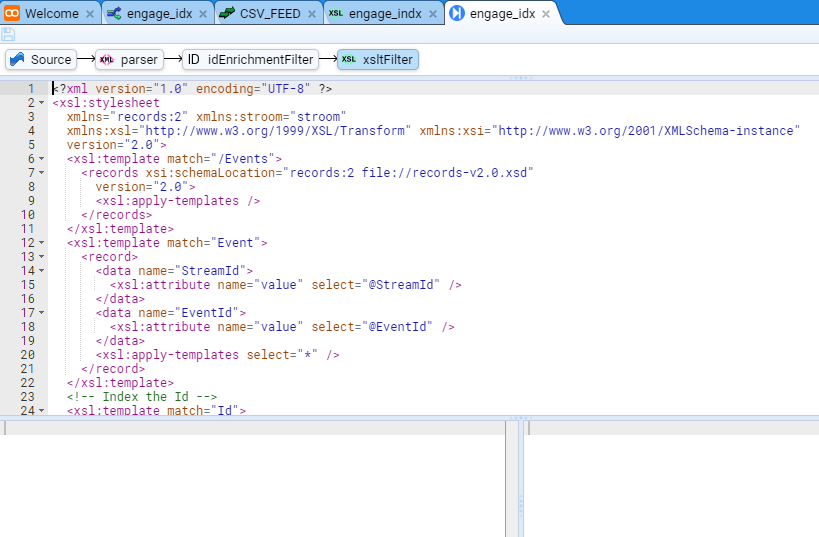 Welcome × engage_idx × CSV_FEED × XSL engage_indx × engage_idx ×
Source XML parser ID idEnrichmentFilter XSL xsltFilter
1 <?xml version="1.0" encoding="UTF-8" ?>
2 <xsl:stylesheet
3 xmlns="records:2" xmlns:stroom="stroom"
4 xmlns:xsl="http://www.w3.org/1999/XSL/Transform" xmlns:xsi="http://www.w3.org/2001/XMLSchema-instance"
5 version="2.0">
6 <xsl:template match="/Events">
7 <records xsi:schemaLocation="records:2 file://records-v2.0.xsd"
8 version="2.0">
9 <xsl:apply-templates />
10 </records>
11 </xsl:template>
12 <xsl:template match="Event">
13 <record>
14 <data name="StreamId">
15 <xsl:attribute name="value" select="@StreamId" />
16 </data>
17 <data name="EventId">
18 <xsl:attribute name="value" select="@EventId" />
19 </data>
20 <xsl:apply-templates select="*" />
21 </record>
22 </xsl:template>
23 <!-- Index the Id -->
24 <xsl:template match="Id">